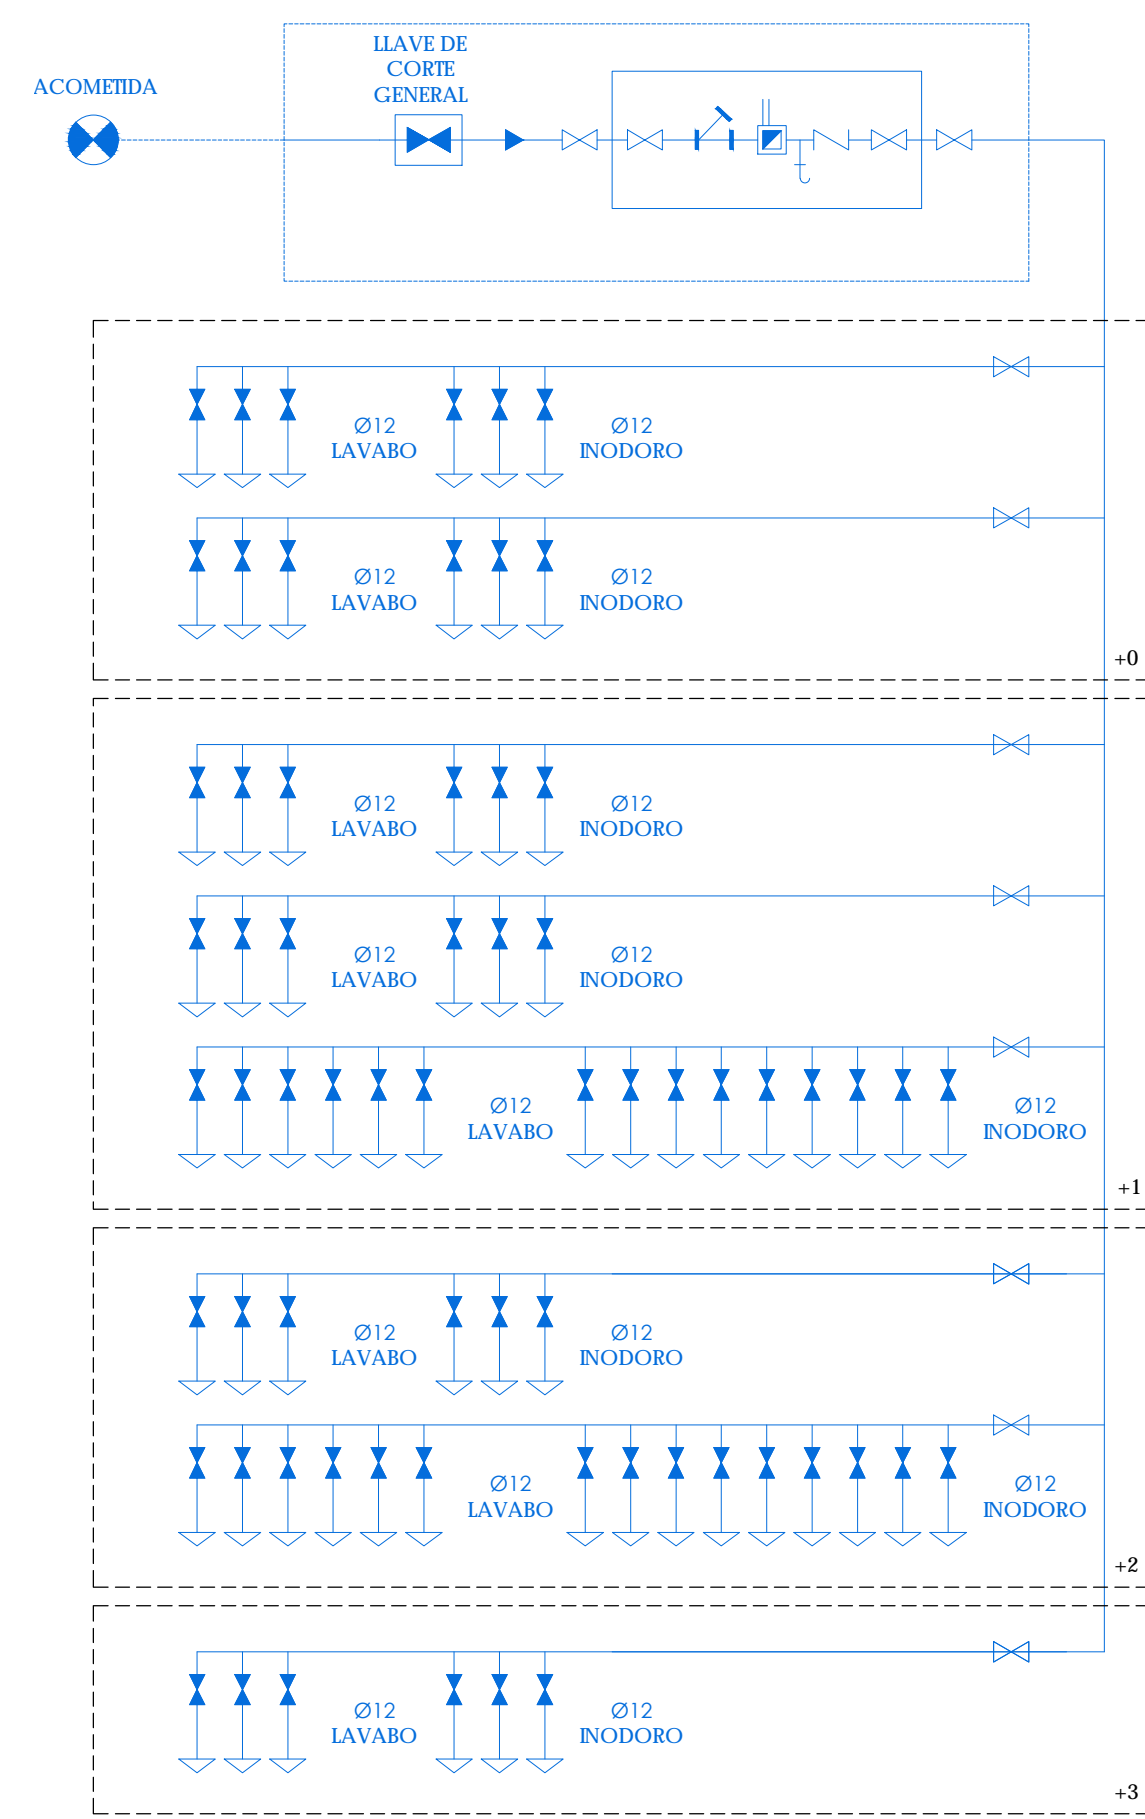 LLAVE DE
CORTE
GENERAL
ACOMETIDA
Ø12
LAVABO
Ø12
INODORO
Ø12
LAVABO
Ø12
INODORO
+0
Ø12
LAVABO
Ø12
INODORO
Ø12
LAVABO
Ø12
INODORO
Ø12
LAVABO
Ø12
INODORO
+1
Ø12
LAVABO
Ø12
INODORO
Ø12
LAVABO
Ø12
INODORO
+2
Ø12
LAVABO
Ø12
INODORO
+3